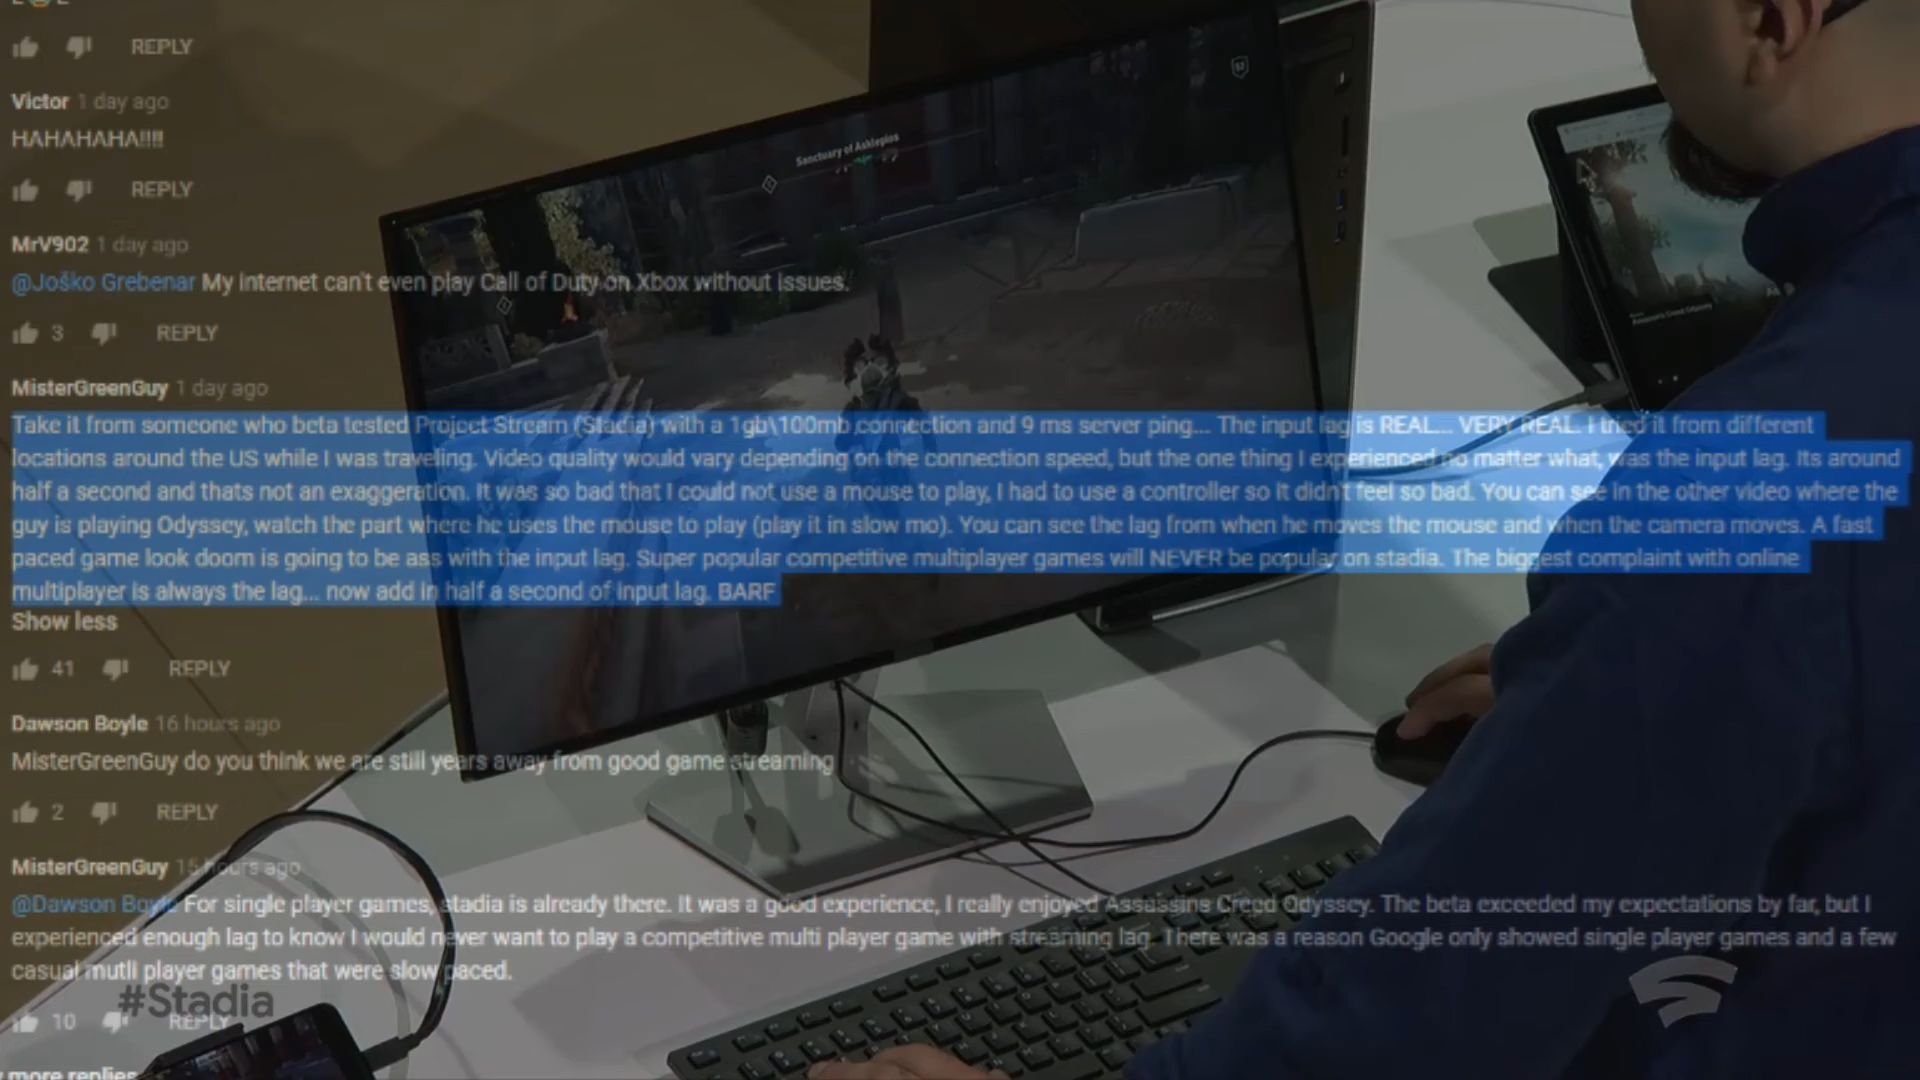 REPLY
Victor 1 day ago
HAHAHAHA!!!!
REPLY
MrV902 1 day ago
@Joško Grebenar My internet can't even play Call of Duty on Xbox without issues.
3 REPLY
MisterGreenGuy 1 day ago
Take it from someone who beta tested Project Stream (Stadia) with a 1gb\100mb connection and 9 ms server ping... The input lag is REAL... VERY REAL. I tried it from different
locations around the US while I was traveling. Video quality would vary depending on the connection speed, but the one thing I experienced no matter what, was the input lag. Its around
half a second and thats not an exaggeration. It was so bad that I could not use a mouse to play, I had to use a controller so it didn't feel so bad. You can see in the other video where the
guy is playing Odyssey, watch the part where he uses the mouse to play (play it in slow mo). You can see the lag from when he moves the mouse and when the camera moves. A fast
paced game look doom is going to be ass with the input lag. Super popular competitive multiplayer games will NEVER be popular on stadia. The biggest complaint with online
multiplayer is always the lag... now add in half a second of input lag. BARF
Show less
41 REPLY
Dawson Boyle 16 hours ago
MisterGreenGuy do you think we are still years away from good game streaming
2 REPLY
MisterGreenGuy 15 hours ago
@Dawson Boyle For single player games, stadia is already there. It was a good experience, I really enjoyed Assassins Creed Odyssey. The beta exceeded my expectations by far, but I
experienced enough lag to know I would never want to play a competitive multi player game with streaming lag. There was a reason Google only showed single player games and a few
casual mutli player games that were slow paced.
10 REPLY
more replies
Sanctuary of Asklepios
52
#Stadia